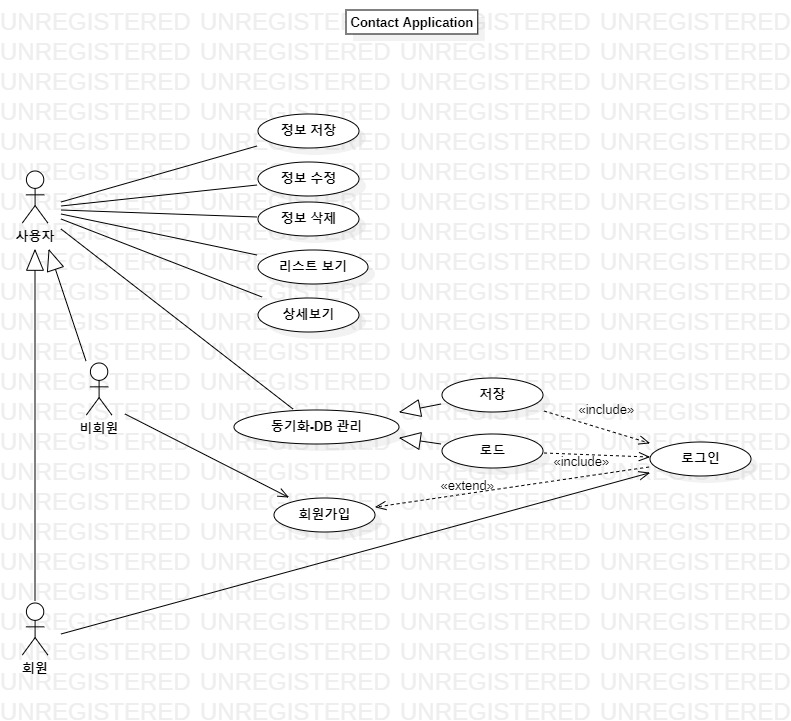 Contact Application
정보 저장
정보 수정
정보 삭제
사용자
리스트 보기
상세보기
저장
«include»
비회원
동기화-DB 관리
로드
«include»
로그인
«extend»
회원가입
회원
UNREGISTERED UNREGISTERED UNREGISTERED UNREGISTERED